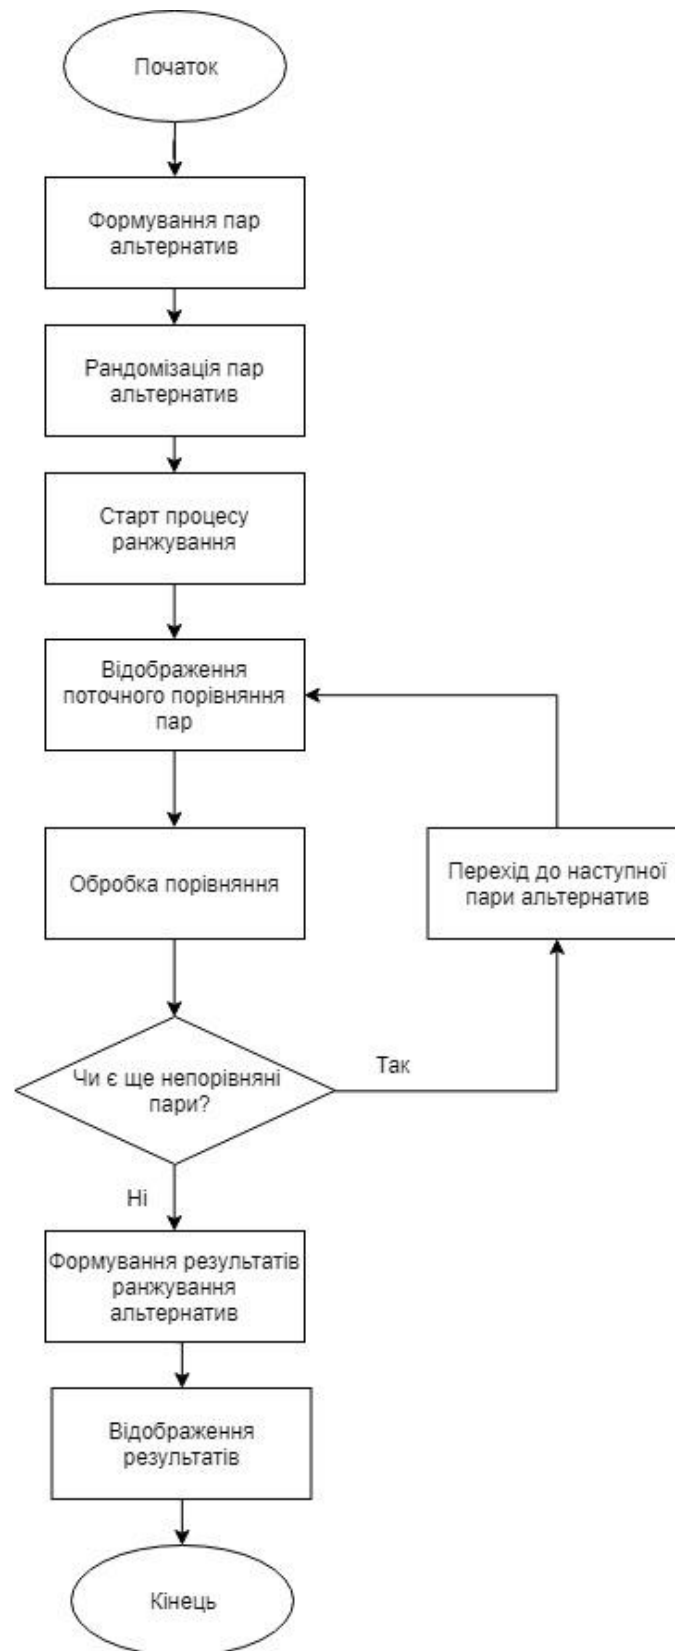 Початок
Формування пар
альтернатив
Рандомізація пар
альтернатив
Старт процесу
ранжування
Відображення
поточного порівняння
пар
Обробка порівняння
Перехід до наступної
пари альтернатив
Чи є ще непорівняні
пари?
Так
Ні
Формування результатів
ранжування
альтернатив
Відображення
результатів
Кінець